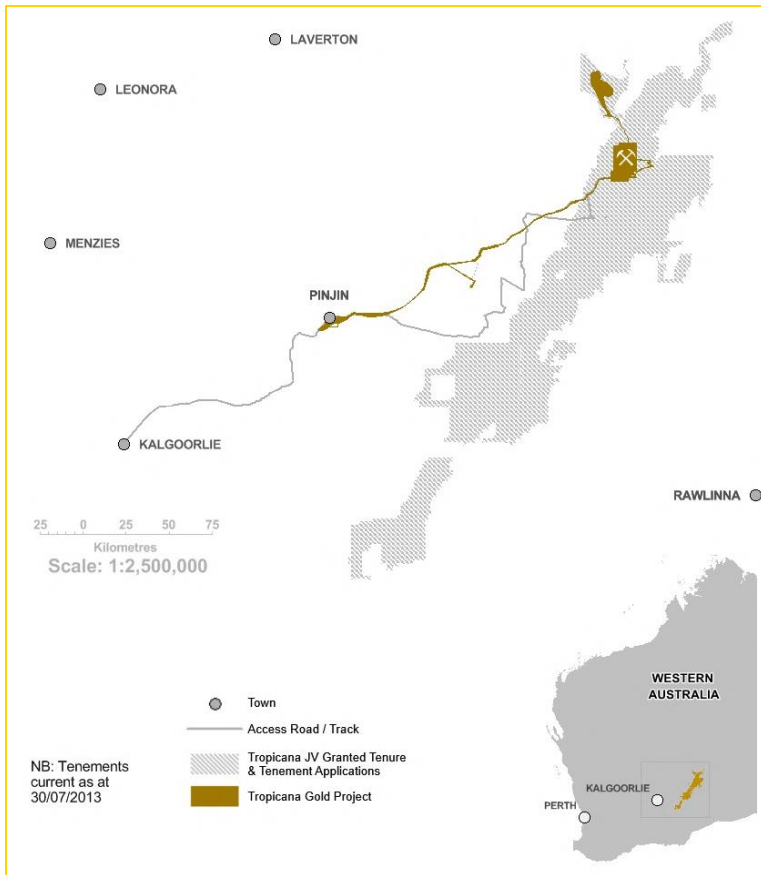 LAVERTON
LEONORA
MENZIES
PINJIN
KALGOORLIE
RAWLINNA
25 0 25 50 75
Kilometres
Scale: 1:2,500,000
WESTERN
AUSTRALIA
KALGOORLIE
PERTH
Town
Access Road / Track
Tropicana JV Granted Tenure
& Tenement Applications
Tropicana Gold Project
NB: Tenements
current as at
30/07/2013